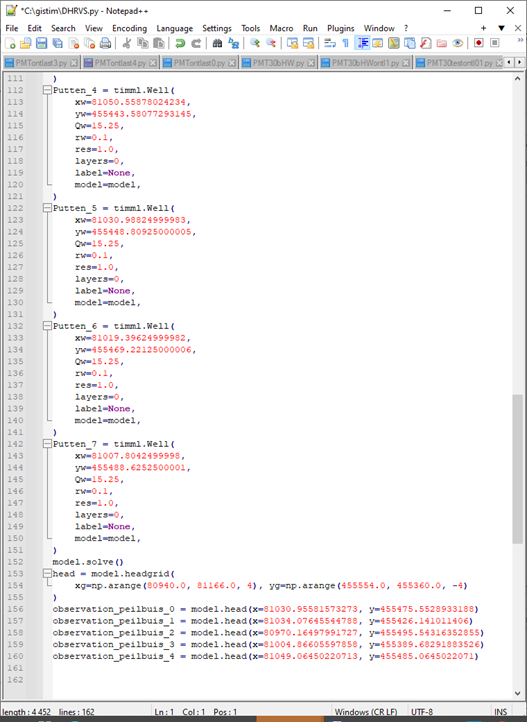 *C:\gistim\DHRVS.py - Notepad++
File Edit Search View Encoding Language Settings Tools Macro Run Plugins Window ? + ▼ X
PMTontlast3.py PMTontlast4.py PMTontlast0.py PMT30bHW.py PMT30bHWontl1.py PMT30testontlQ1.py
111 )
112 Putten_4 = timml.Well(
113 xw=81050.55878024234,
114 yw=455443.58077293145,
115 Qw=15.25,
116 rw=0.1,
117 res=1.0,
118 layers=0,
119 label=None,
120 model=model,
121 )
122 Putten_5 = timml.Well(
123 xw=81030.98824999983,
124 yw=455448.80925000005,
125 Qw=15.25,
126 rw=0.1,
127 res=1.0,
128 layers=0,
129 label=None,
130 model=model,
131 )
132 Putten_6 = timml.Well(
133 xw=81019.39624999982,
134 yw=455469.22125000006,
135 Qw=15.25,
136 rw=0.1,
137 res=1.0,
138 layers=0,
139 label=None,
140 model=model,
141 )
142 Putten_7 = timml.Well(
143 xw=81007.8042499998,
144 yw=455488.6252500001,
145 Qw=15.25,
146 rw=0.1,
147 res=1.0,
148 layers=0,
149 label=None,
150 model=model,
151 )
152 model.solve()
153 head = model.headgrid(
154 xg=np.arange(80940.0, 81166.0, 4), yg=np.arange(455554.0, 455360.0, -4)
155 )
156 observation_peilbuis_0 = model.head(x=81030.95581573273, y=455475.5528933188)
157 observation_peilbuis_1 = model.head(x=81034.07645544788, y=455426.141011406)
158 observation_peilbuis_2 = model.head(x=80970.16497991727, y=455495.54316352855)
159 observation_peilbuis_3 = model.head(x=81004.86605597858, y=455389.68291883526)
160 observation_peilbuis_4 = model.head(x=81049.06450220713, y=455485.0645022071)
161
162
length : 4 452 lines : 162 Ln : 1 Col : 1 Pos : 1 Windows (CR LF) UTF-8 INS